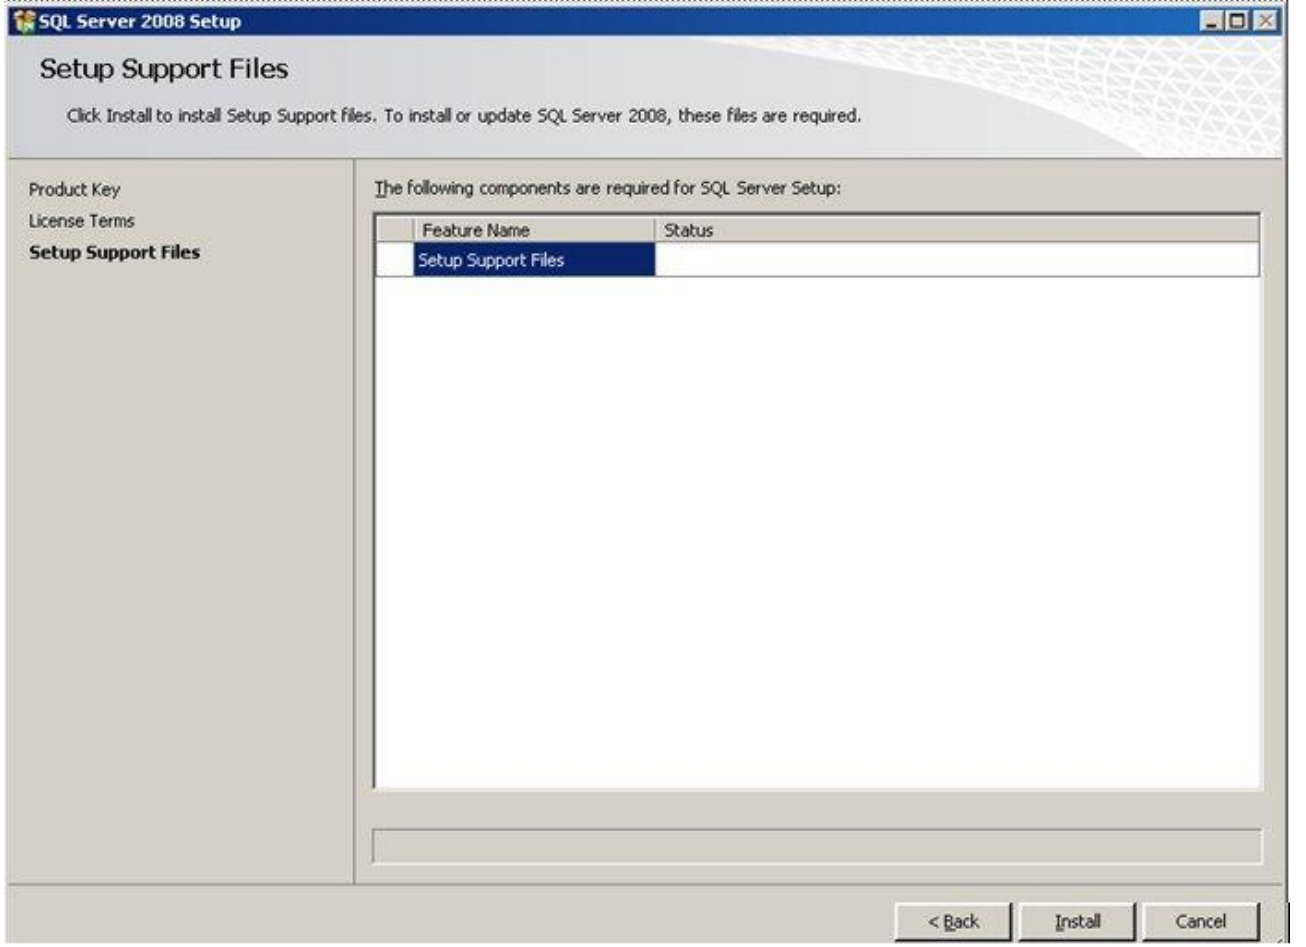 SQL Server 2008 Setup
Setup Support Files
Click Install to install Setup Support files. To install or update SQL Server 2008, these files are required.
Product Key
License Terms
Setup Support Files
The following components are required for SQL Server Setup:
Feature Name Status
Setup Support Files
< Back Install Cancel